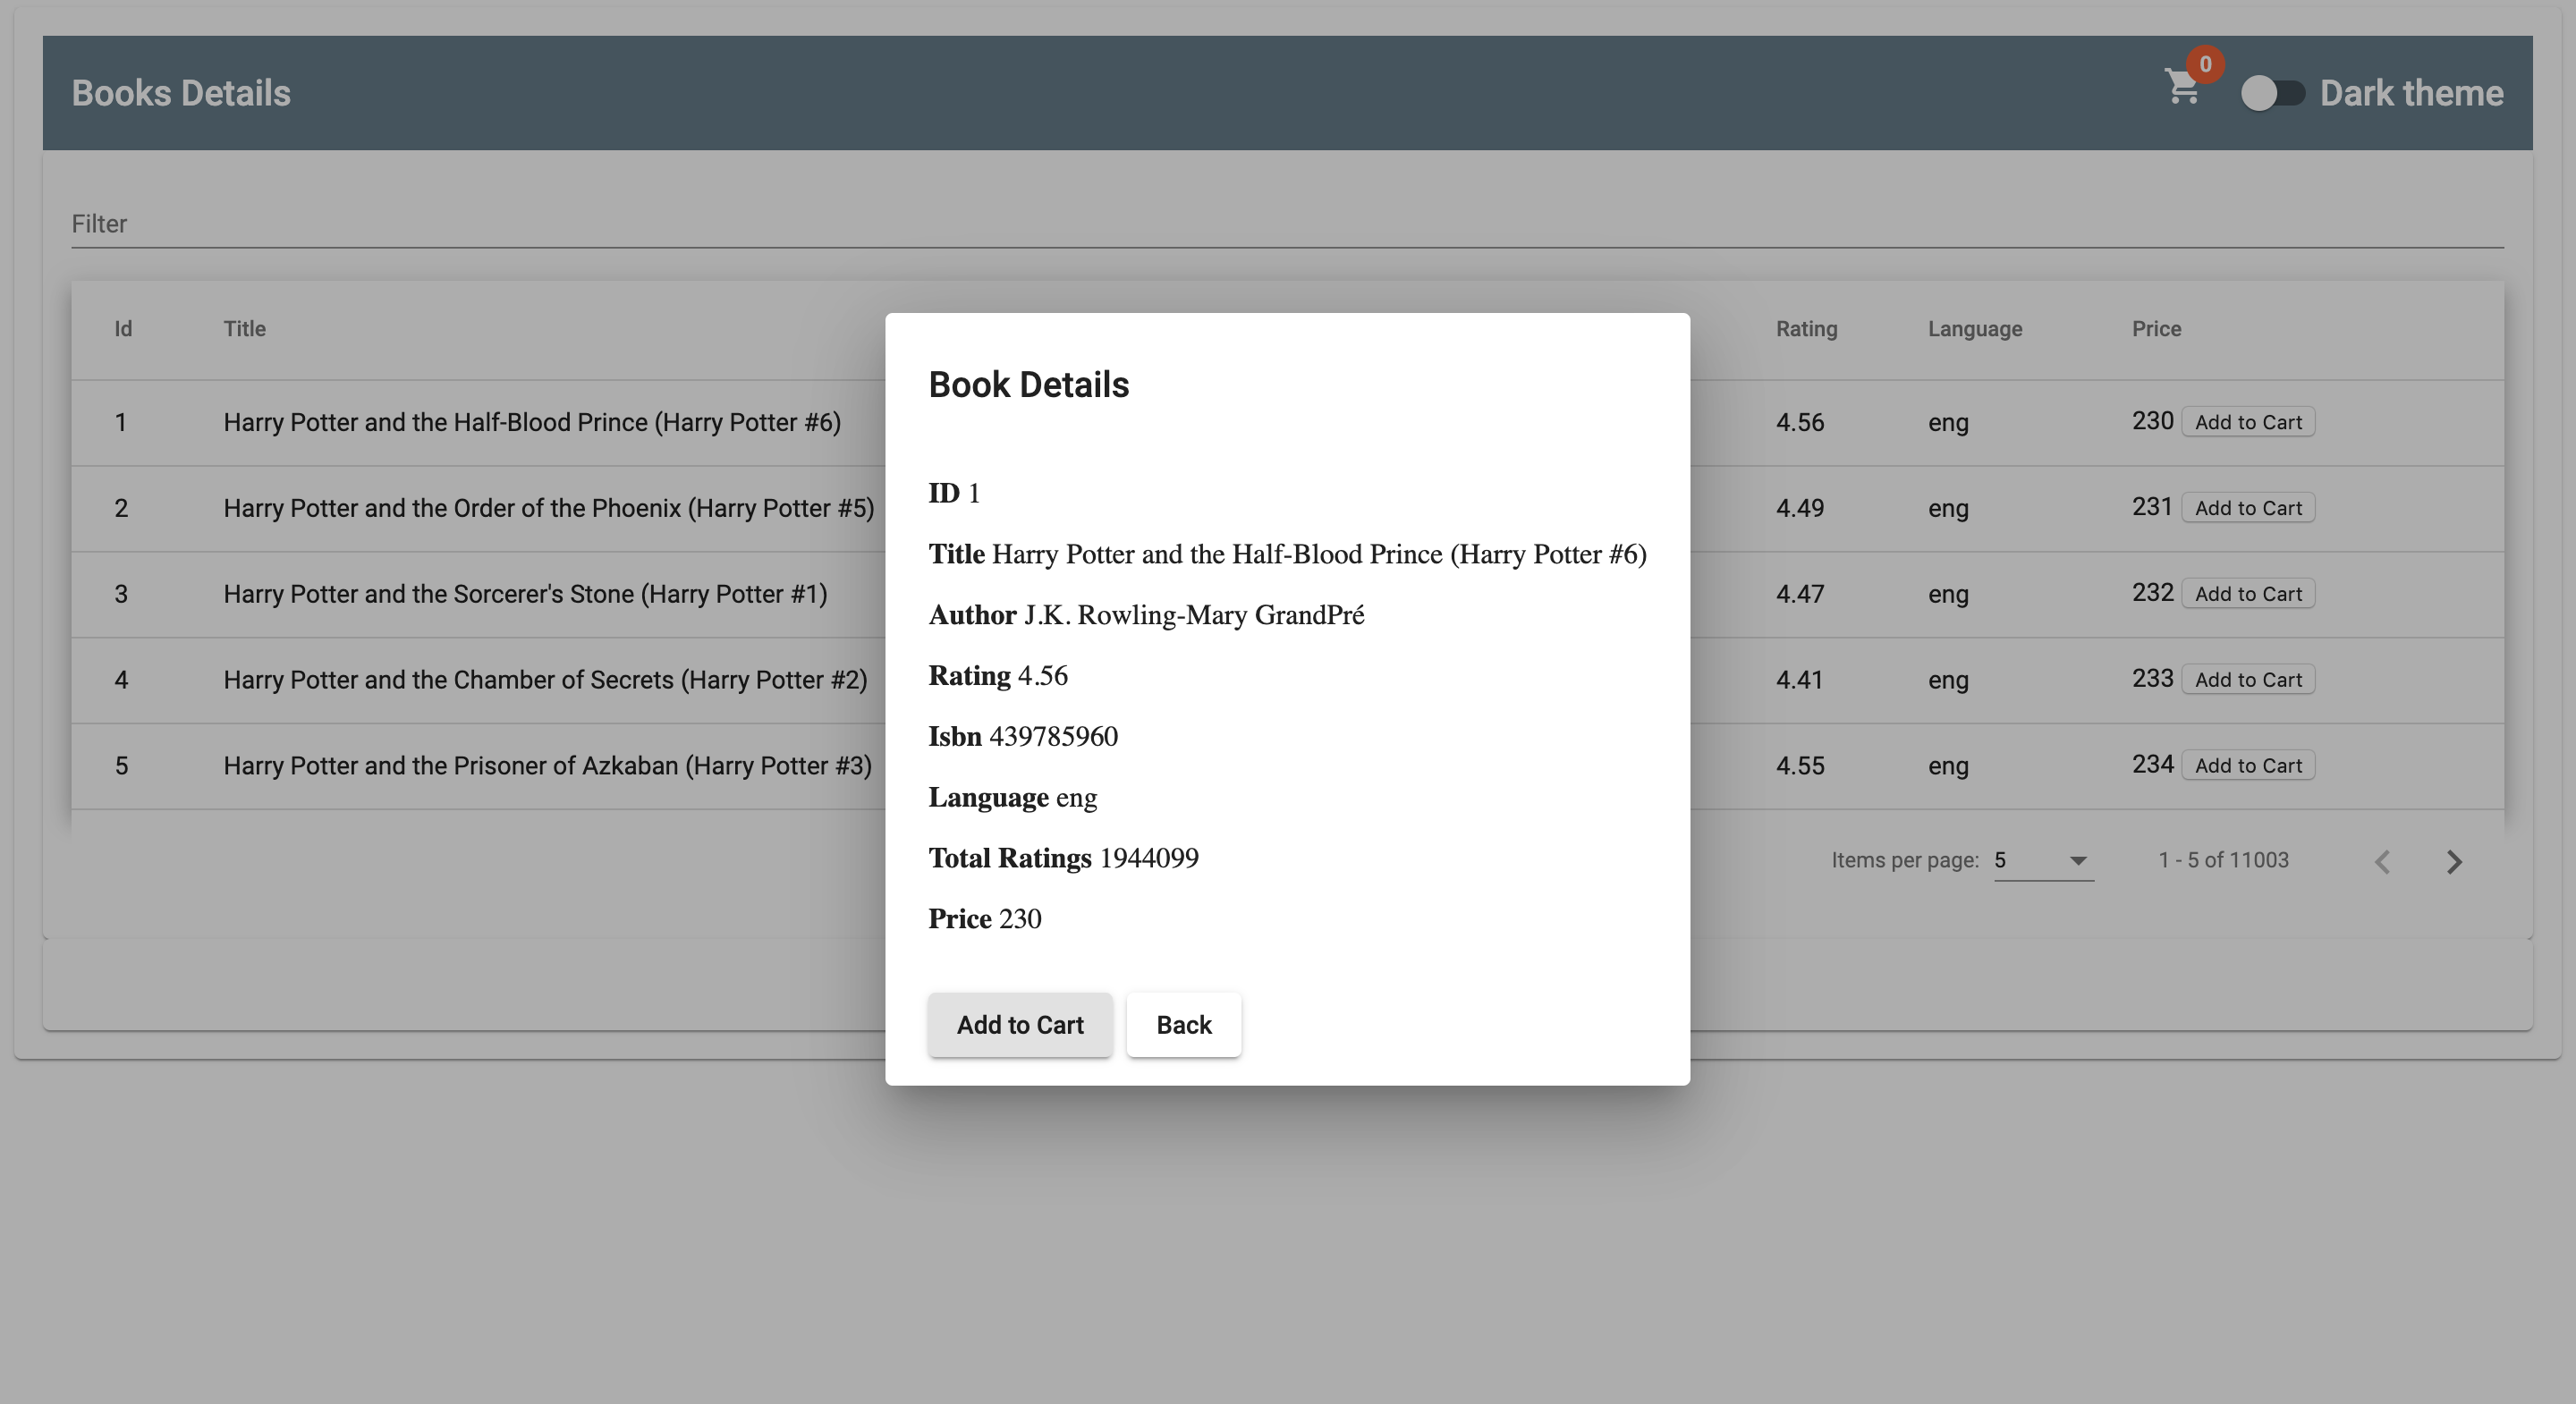 Books Details
0
Dark theme
Filter
Id Title Rating Language Price
1 Harry Potter and the Half-Blood Prince (Harry Potter #6) 4.56 eng 230 Add to Cart
2 Harry Potter and the Order of the Phoenix (Harry Potter #5) 4.49 eng 231 Add to Cart
3 Harry Potter and the Sorcerer's Stone (Harry Potter #1) 4.47 eng 232 Add to Cart
4 Harry Potter and the Chamber of Secrets (Harry Potter #2) 4.41 eng 233 Add to Cart
5 Harry Potter and the Prisoner of Azkaban (Harry Potter #3) 4.55 eng 234 Add to Cart
Items per page: 5 1 - 5 of 11003
Book Details
ID 1
Title Harry Potter and the Half-Blood Prince (Harry Potter #6)
Author J.K. Rowling-Mary GrandPré
Rating 4.56
Isbn 439785960
Language eng
Total Ratings 1944099
Price 230
Add to Cart Back